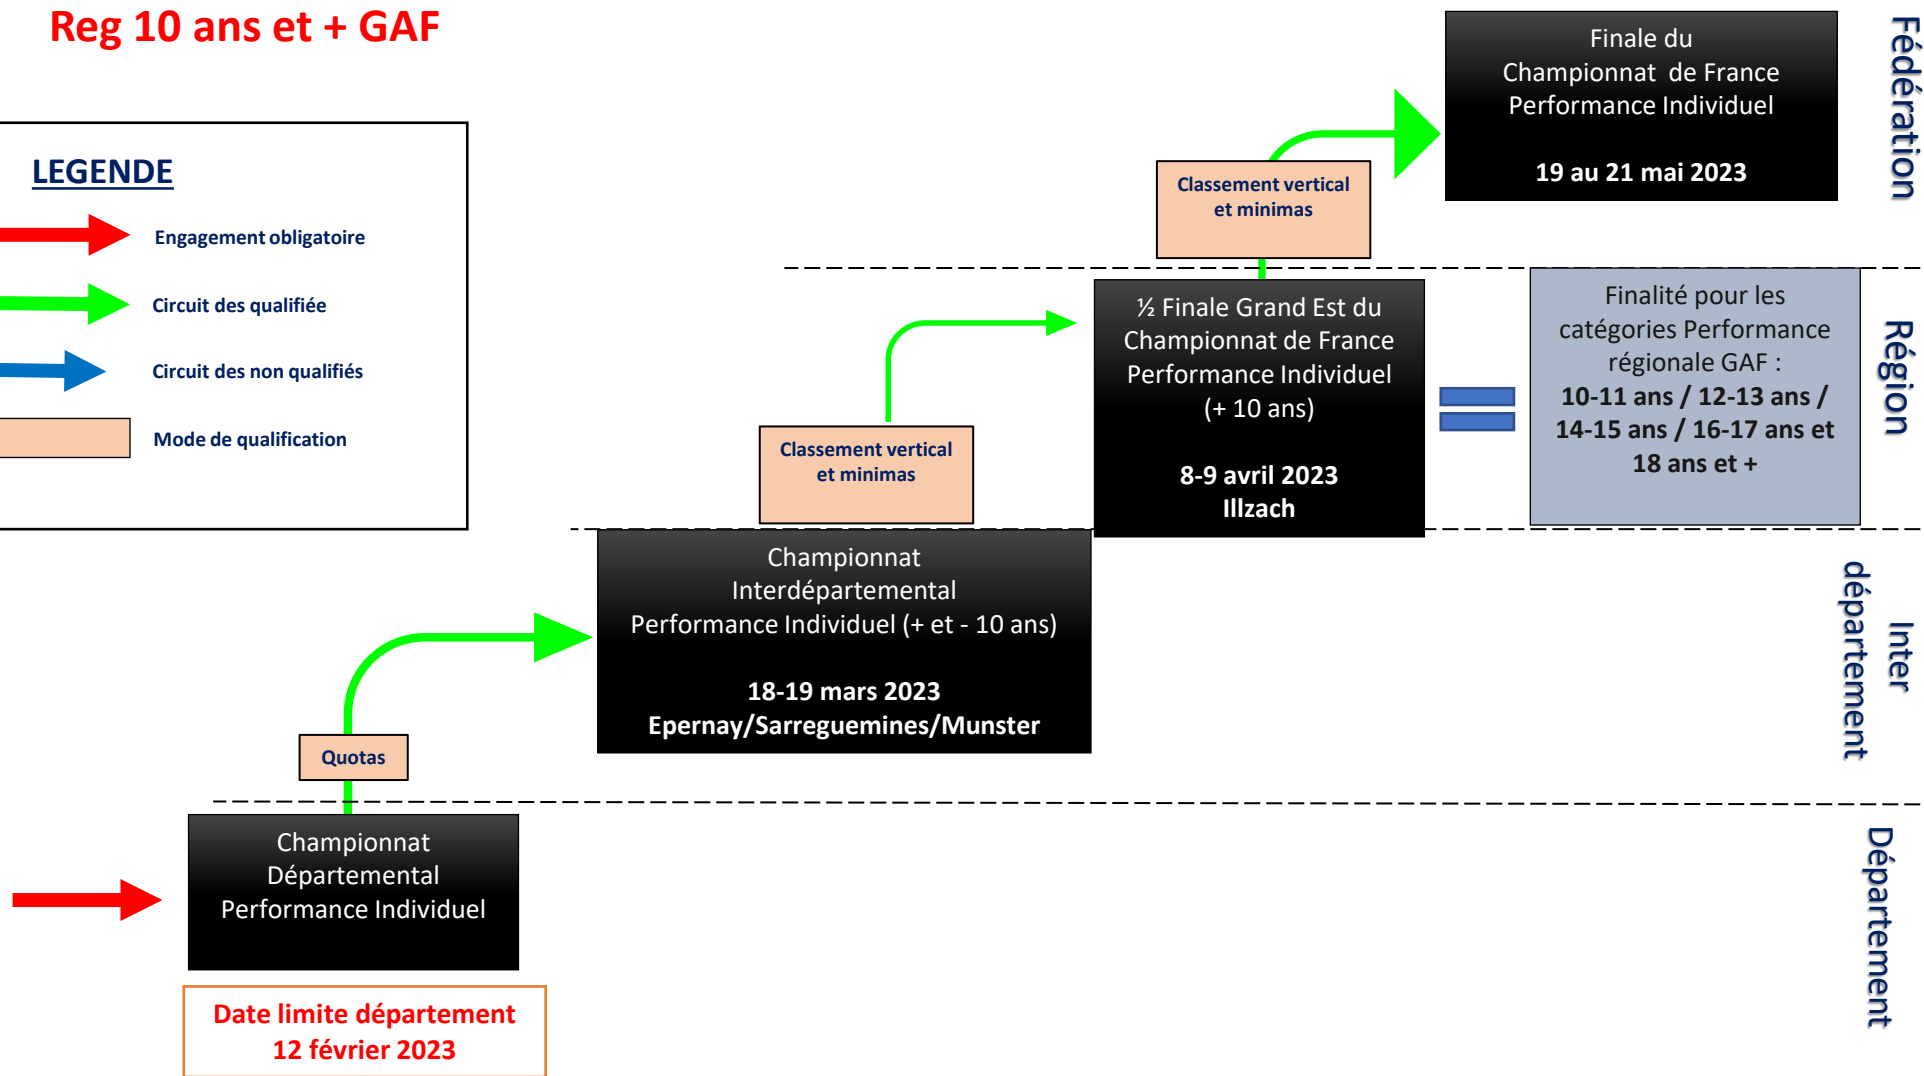 Reg 10 ans et + GAF
LEGENDE
Engagement obligatoire
Circuit des qualifiée
Circuit des non qualifiés
Mode de qualification
Finale du
Championnat de France
Performance Individuel
19 au 21 mai 2023
Fédération
Classement vertical
et minimas
½ Finale Grand Est du
Championnat de France
Performance Individuel
(+ 10 ans)
8-9 avril 2023
Illzach
Finalité pour les
catégories Performance
régionale GAF :
10-11 ans / 12-13 ans /
14-15 ans / 16-17 ans et
18 ans et +
Région
Classement vertical
et minimas
Championnat
Interdépartemental
Performance Individuel (+ et - 10 ans)
18-19 mars 2023
Epernay/Sarreguemines/Munster
Inter
département
Quotas
Championnat
Départemental
Performance Individuel
Date limite département
12 février 2023
Département